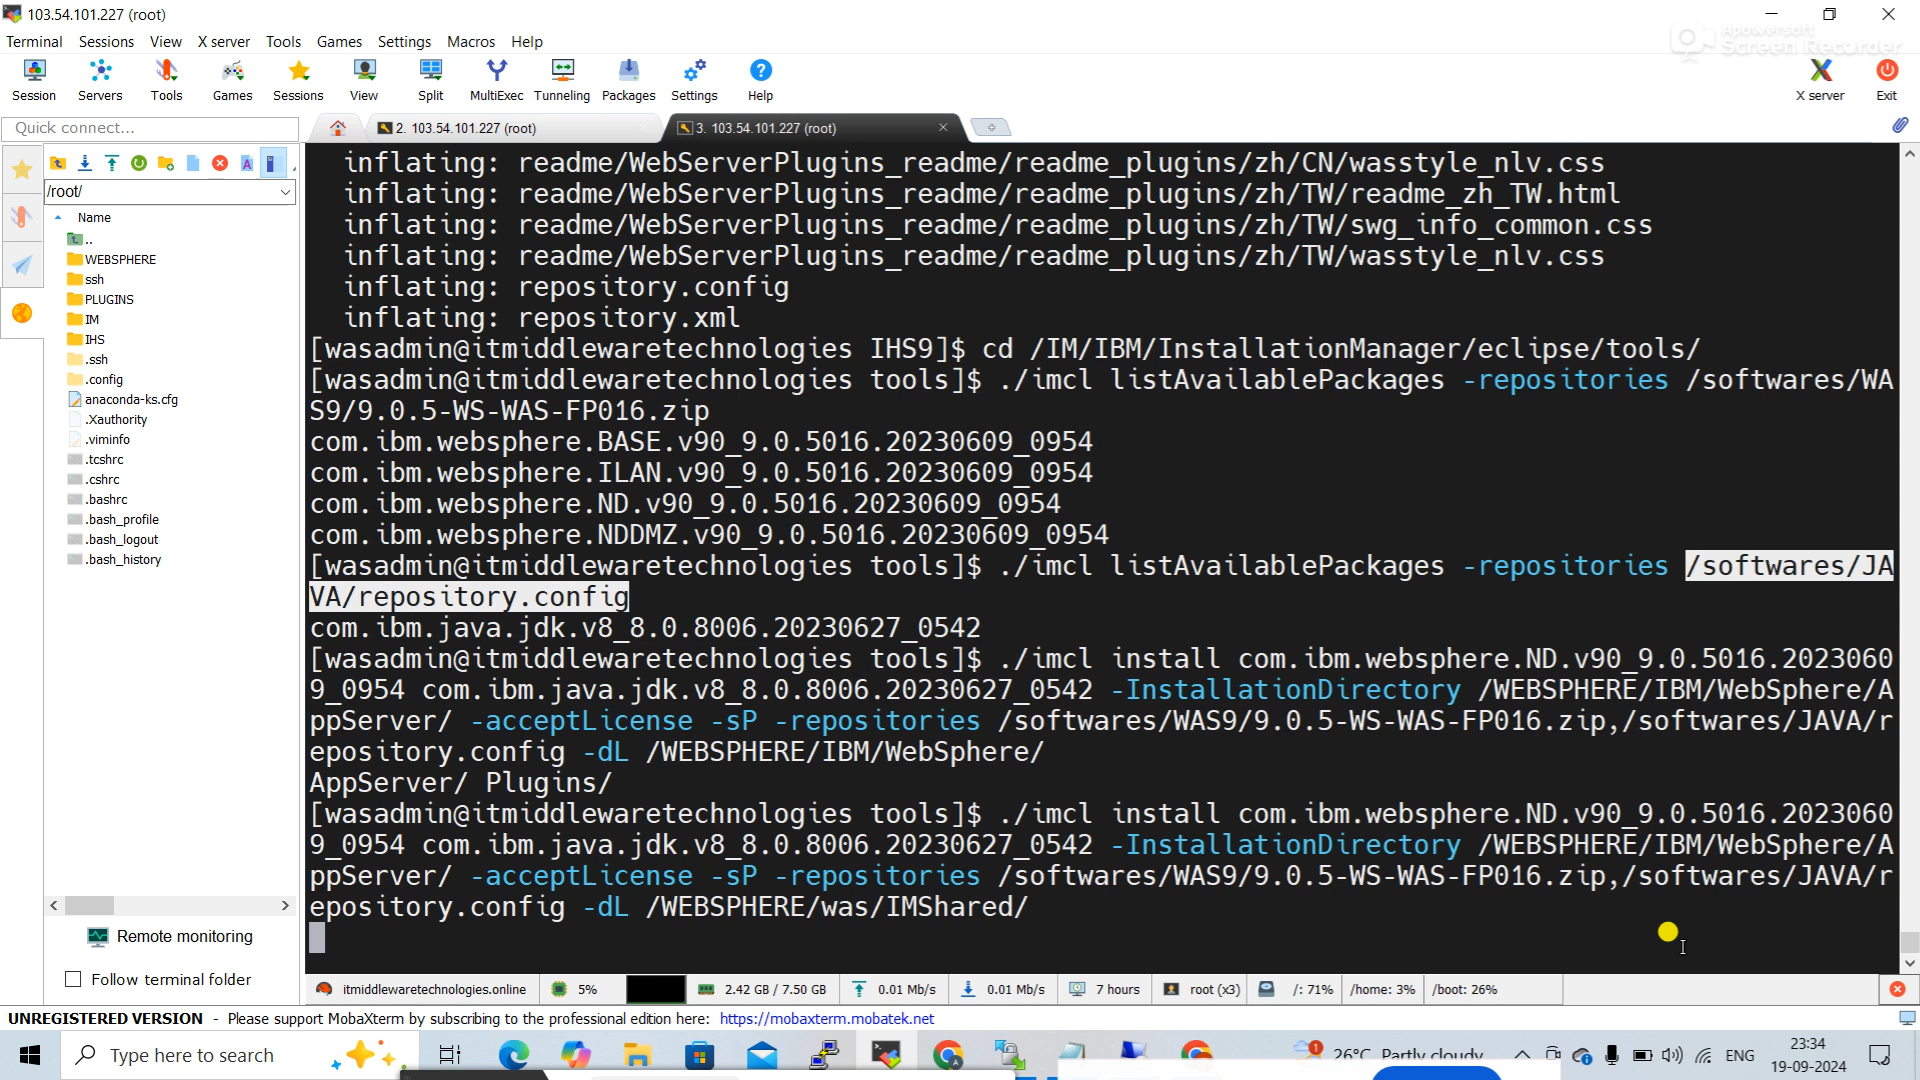 103.54.101.227 (root)
Apowersoft
Screen Recorder
Terminal Sessions View X server Tools Games Settings Macros Help
Session Servers Tools Games Sessions View Split MultiExec Tunneling Packages Settings Help X server Exit
Quick connect...
2. 103.54.101.227 (root)
3. 103.54.101.227 (root)
/root/
Name
..
WEBSPHERE
ssh
PLUGINS
IM
IHS
.ssh
.config
anaconda-ks.cfg
.Xauthority
.viminfo
.tcshrc
.cshrc
.bashrc
.bash_profile
.bash_logout
.bash_history
Remote monitoring
Follow terminal folder
inflating: readme/WebServerPlugins_readme/readme_plugins/zh/CN/wasstyle_nlv.css
inflating: readme/WebServerPlugins_readme/readme_plugins/zh/TW/readme_zh_TW.html
inflating: readme/WebServerPlugins_readme/readme_plugins/zh/TW/swg_info_common.css
inflating: readme/WebServerPlugins_readme/readme_plugins/zh/TW/wasstyle_nlv.css
inflating: repository.config
inflating: repository.xml
[wasadmin@itmiddlewaretechnologies IHS9]$ cd /IM/IBM/InstallationManager/eclipse/tools/
[wasadmin@itmiddlewaretechnologies tools]$ ./imcl listAvailablePackages -repositories /softwares/WA
S9/9.0.5-WS-WAS-FP016.zip
com.ibm.websphere.BASE.v90_9.0.5016.20230609_0954
com.ibm.websphere.ILAN.v90_9.0.5016.20230609_0954
com.ibm.websphere.ND.v90_9.0.5016.20230609_0954
com.ibm.websphere.NDDMZ.v90_9.0.5016.20230609_0954
[wasadmin@itmiddlewaretechnologies tools]$ ./imcl listAvailablePackages -repositories /softwares/JA
VA/repository.config
com.ibm.java.jdk.v8_8.0.8006.20230627_0542
[wasadmin@itmiddlewaretechnologies tools]$ ./imcl install com.ibm.websphere.ND.v90_9.0.5016.2023060
9_0954 com.ibm.java.jdk.v8_8.0.8006.20230627_0542 -InstallationDirectory /WEBSPHERE/IBM/WebSphere/A
ppServer/ -acceptLicense -sP -repositories /softwares/WAS9/9.0.5-WS-WAS-FP016.zip,/softwares/JAVA/r
epository.config -dL /WEBSPHERE/IBM/WebSphere/
AppServer/ Plugins/
[wasadmin@itmiddlewaretechnologies tools]$ ./imcl install com.ibm.websphere.ND.v90_9.0.5016.2023060
9_0954 com.ibm.java.jdk.v8_8.0.8006.20230627_0542 -InstallationDirectory /WEBSPHERE/IBM/WebSphere/A
ppServer/ -acceptLicense -sP -repositories /softwares/WAS9/9.0.5-WS-WAS-FP016.zip,/softwares/JAVA/r
epository.config -dL /WEBSPHERE/was/IMShared/
itmiddlewaretechnologies.online 5% 2.42 GB / 7.50 GB 0.01 Mb/s 0.01 Mb/s 7 hours root (x3) /: 71% /home: 3% /boot: 26%
UNREGISTERED VERSION - Please support MobaXterm by subscribing to the professional edition here: https://mobaxterm.mobatek.net
Type here to search
1
26°C Partly cloudy
ENG
23:34
19-09-2024